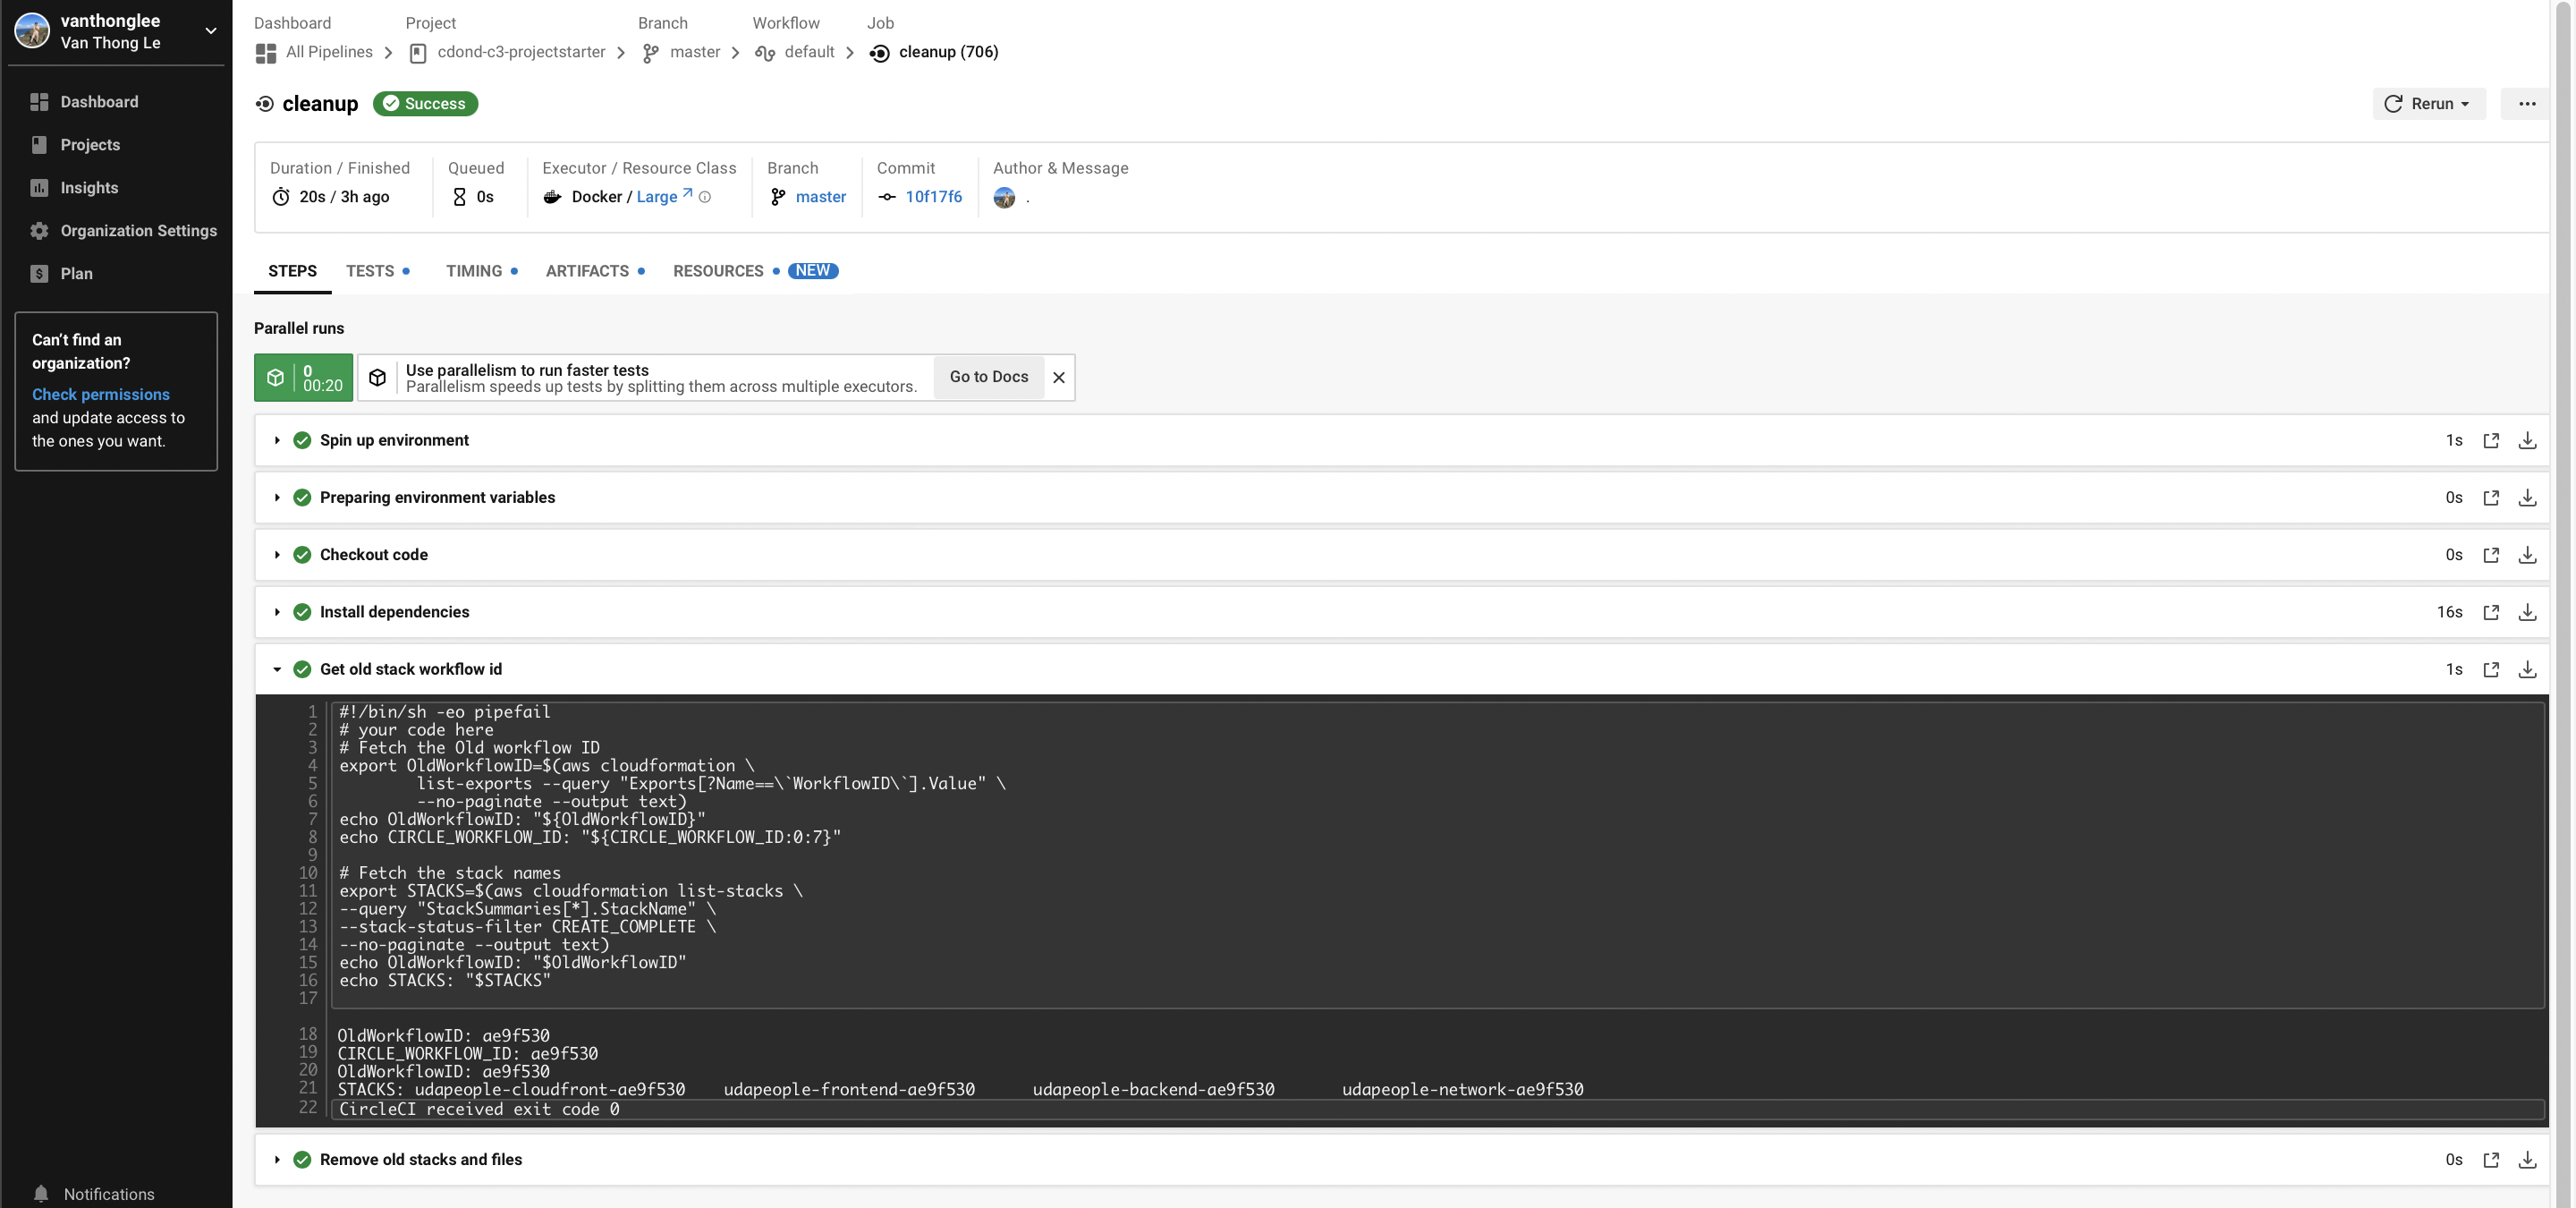 vanthonglee
Van Thong Le
Dashboard
Projects
Insights
Organization Settings
Plan
Can't find an
organization?
Check permissions
and update access to
the ones you want.
Notifications
Dashboard Project Branch Workflow Job
All Pipelines cdond-c3-projectstarter master default cleanup (706)
cleanup Success Rerun
Duration / Finished Queued Executor / Resource Class Branch Commit Author & Message
20s / 3h ago 0s Docker / Large master 10f17f6 .
STEPS TESTS TIMING ARTIFACTS RESOURCES NEW
Parallel runs
0
00:20
Use parallelism to run faster tests
Parallelism speeds up tests by splitting them across multiple executors.
Go to Docs
Spin up environment 1s
Preparing environment variables 0s
Checkout code 0s
Install dependencies 16s
Get old stack workflow id 1s
1 #!/bin/sh -eo pipefail
2 # your code here
3 # Fetch the Old workflow ID
4 export OldWorkflowID=$(aws cloudformation \
5         list-exports --query "Exports[?Name==\`WorkflowID\`].Value" \
6         --no-paginate --output text)
7 echo OldWorkflowID: "${OldWorkflowID}"
8 echo CIRCLE_WORKFLOW_ID: "${CIRCLE_WORKFLOW_ID:0:7}"
9
10 # Fetch the stack names
11 export STACKS=$(aws cloudformation list-stacks \
12 --query "StackSummaries[*].StackName" \
13 --stack-status-filter CREATE_COMPLETE \
14 --no-paginate --output text)
15 echo OldWorkflowID: "$OldWorkflowID"
16 echo STACKS: "$STACKS"
17
18 OldWorkflowID: ae9f530
19 CIRCLE_WORKFLOW_ID: ae9f530
20 OldWorkflowID: ae9f530
21 STACKS: udapeople-cloudfront-ae9f530    udapeople-frontend-ae9f530      udapeople-backend-ae9f530       udapeople-network-ae9f530
22 CircleCI received exit code 0
Remove old stacks and files 0s